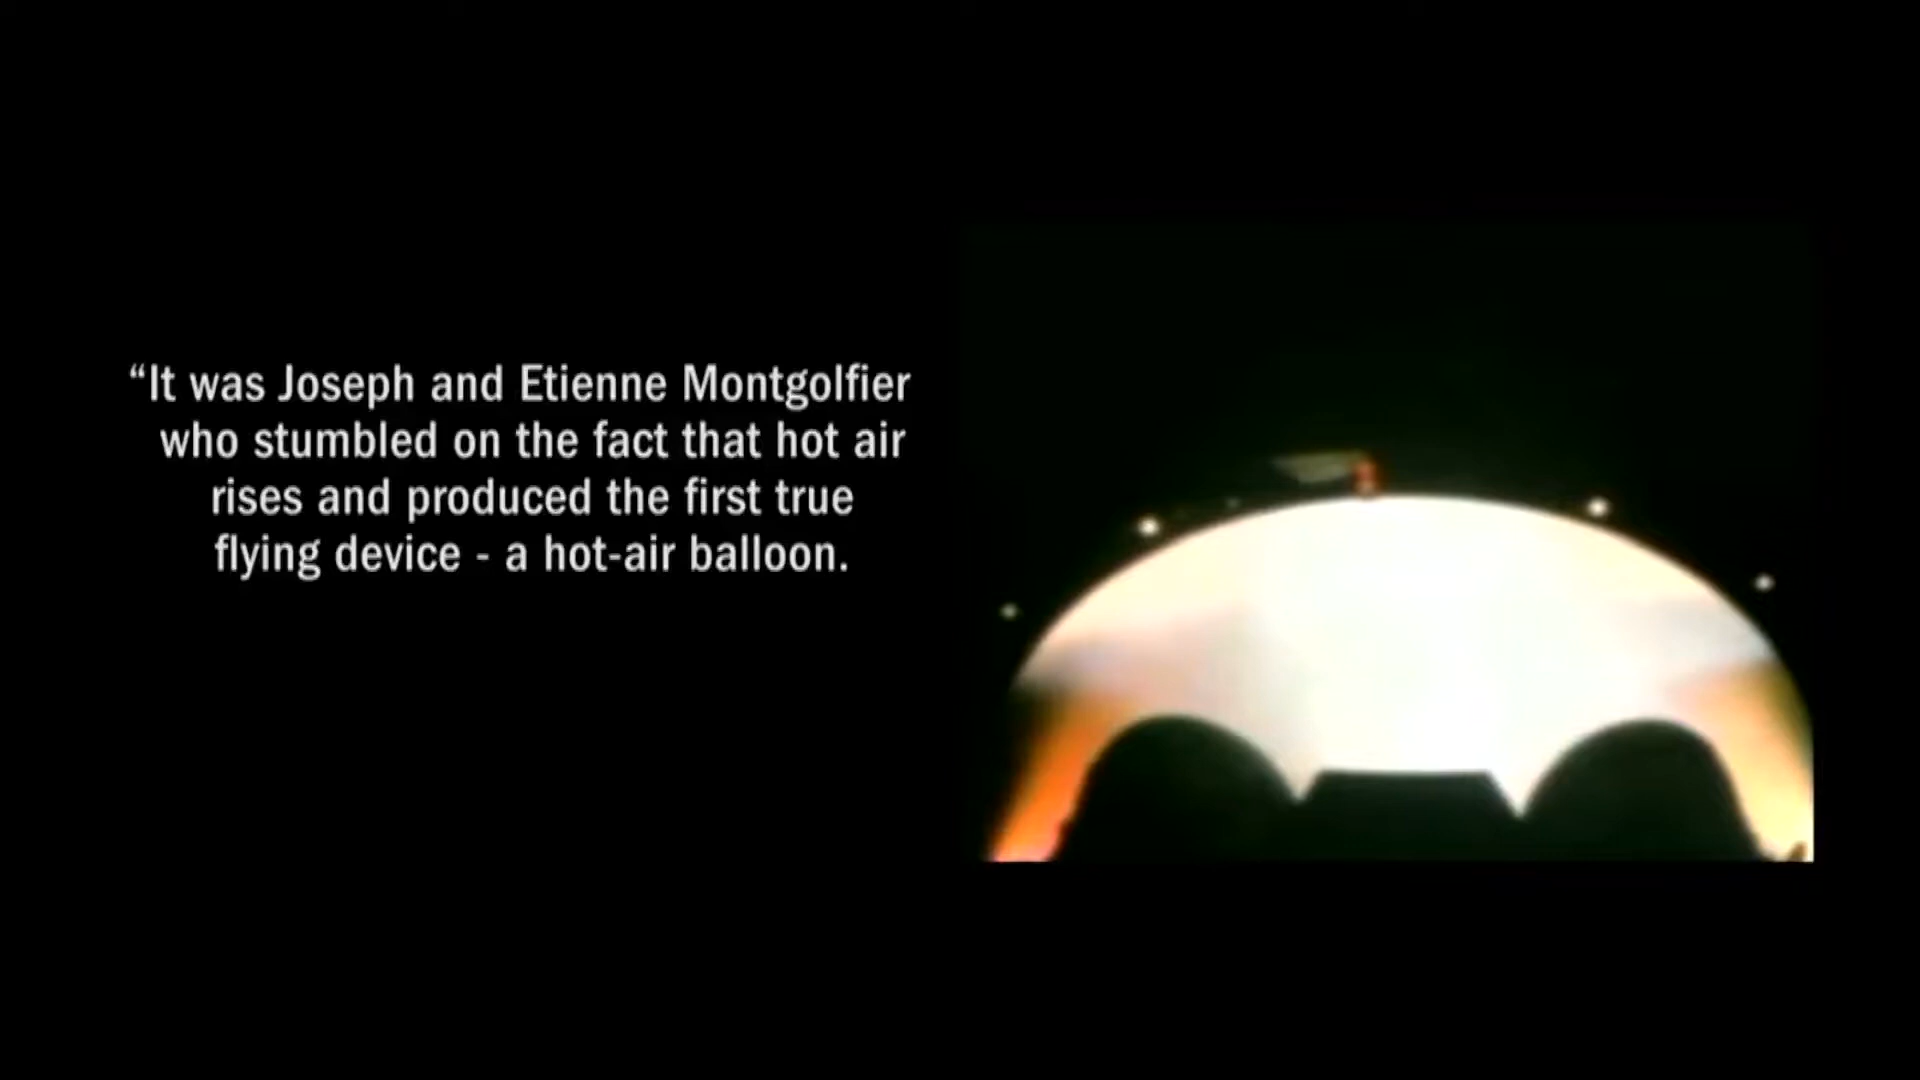 “It was Joseph and Etienne Montgolfier
who stumbled on the fact that hot air
rises and produced the first true
flying device - a hot-air balloon.